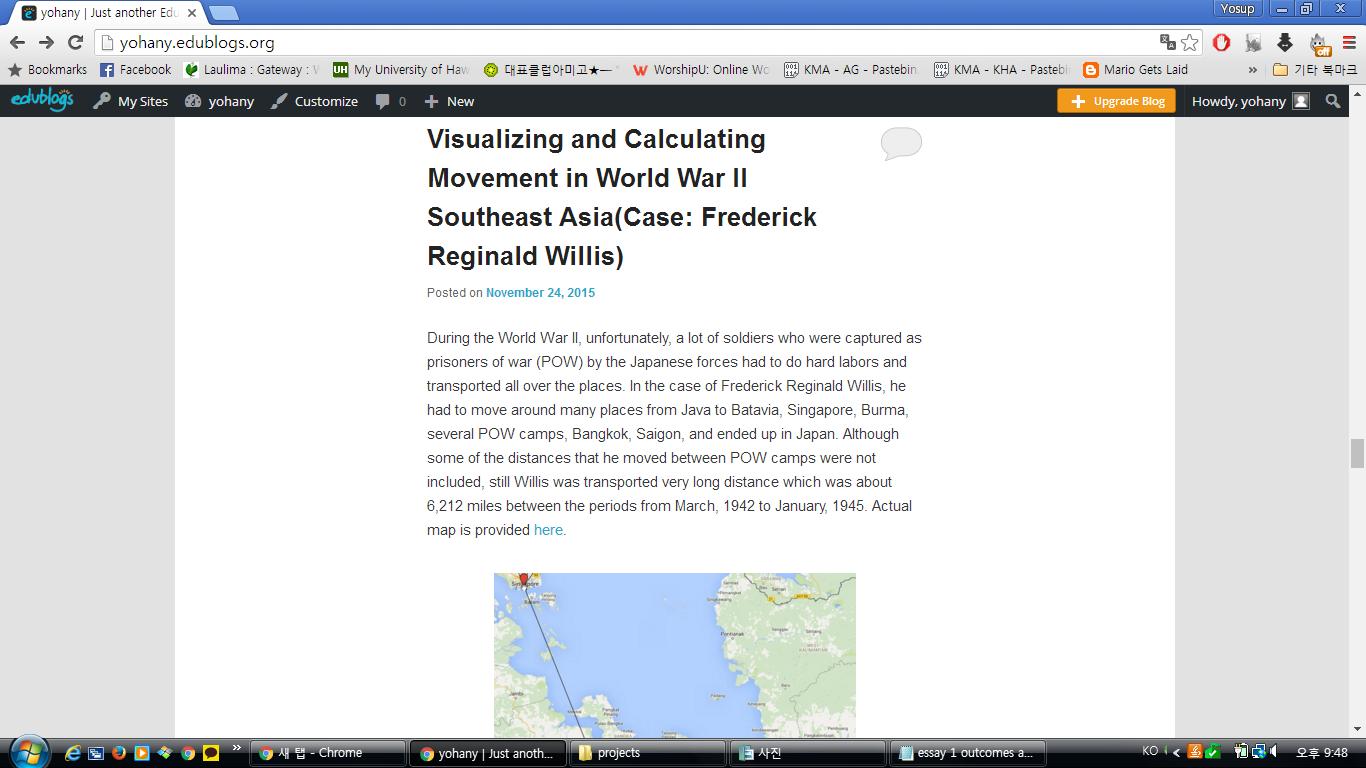 yohany | Just another Edu
Yosup
yohany.edublogs.org
Bookmarks Facebook Laulima : Gateway : W My University of Haw 대표클럽아미고★ WorshipU: Online Wo KMA - AG - Pastebin KMA - KHA - Pastebi Mario Gets Laid » 기타 북마크
off
edublogs My Sites yohany Customize 0 New Upgrade Blog Howdy, yohany
Visualizing and Calculating
Movement in World War II
Southeast Asia(Case: Frederick
Reginald Willis)
Posted on November 24, 2015
During the World War II, unfortunately, a lot of soldiers who were captured as
prisoners of war (POW) by the Japanese forces had to do hard labors and
transported all over the places. In the case of Frederick Reginald Willis, he
had to move around many places from Java to Batavia, Singapore, Burma,
several POW camps, Bangkok, Saigon, and ended up in Japan. Although
some of the distances that he moved between POW camps were not
included, still Willis was transported very long distance which was about
6,212 miles between the periods from March, 1942 to January, 1945. Actual
map is provided here.
Singapore
Batam
Singkawang
Pontianak
Jambi
Pangkal
Pinang
새 탭 - Chrome yohany | Just anoth... projects 사진 essay 1 outcomes a... KO 오후 9:48